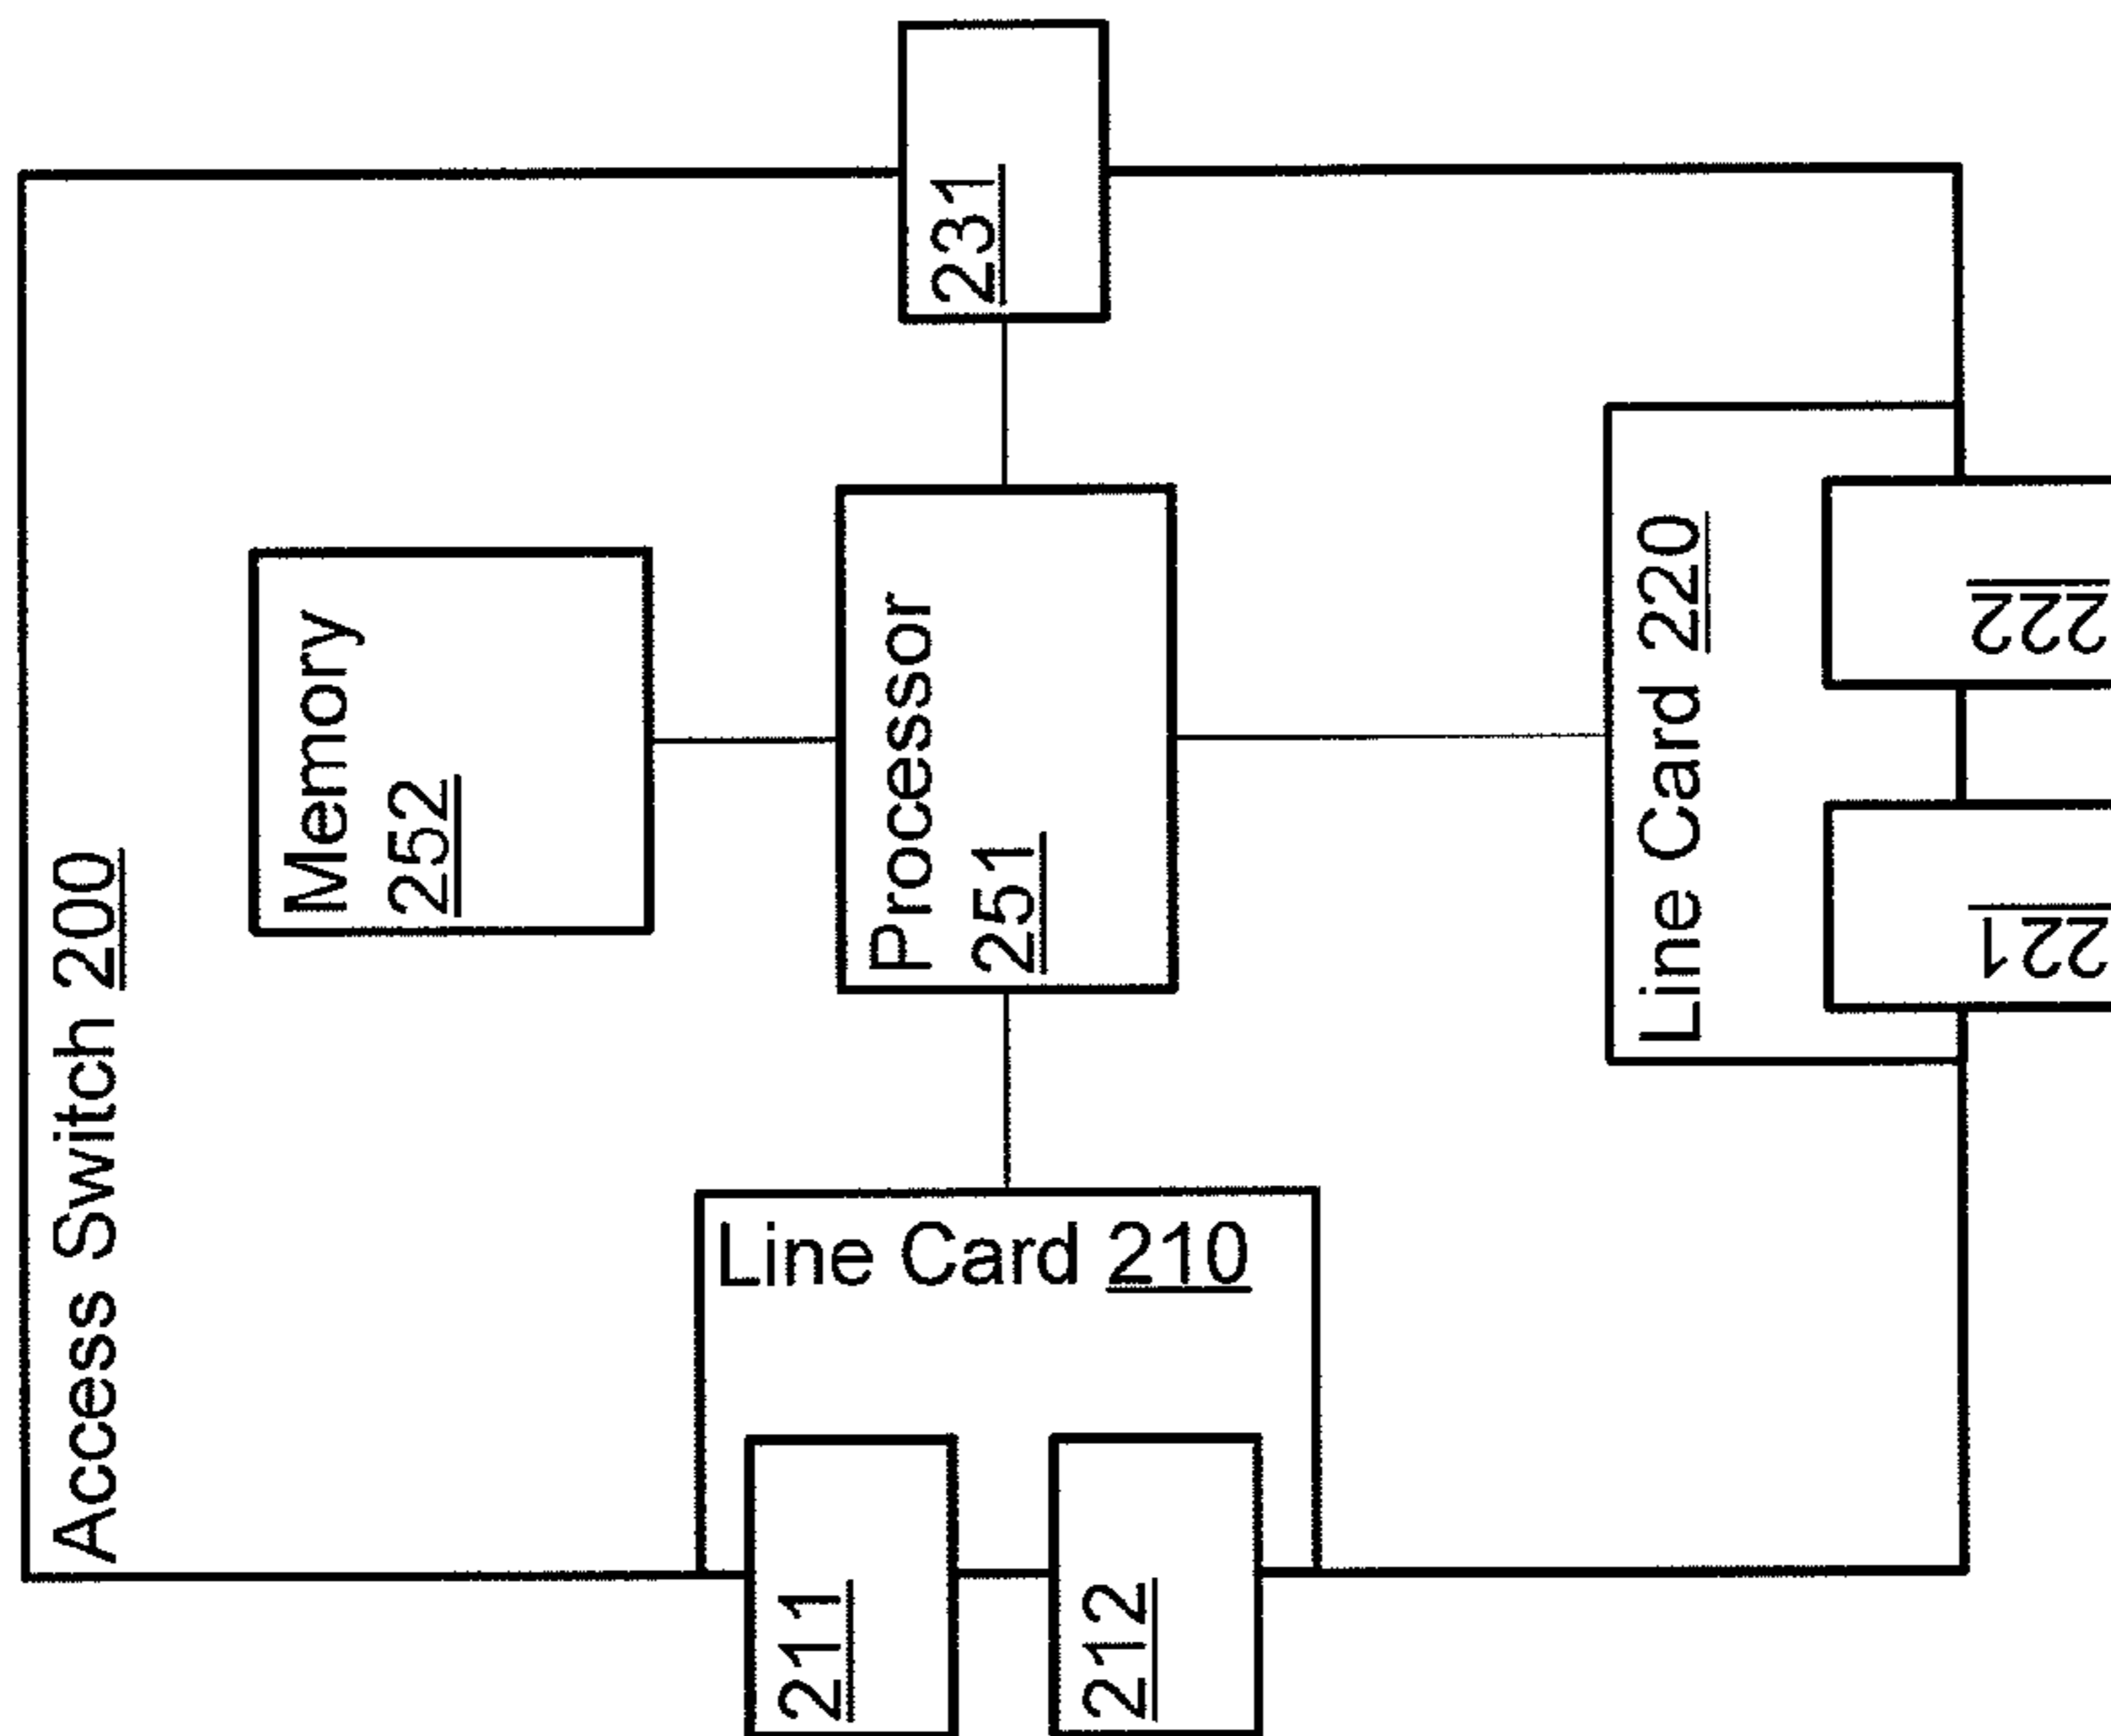 Access Switch 200
Memory
252
Processor
251
231
Line Card 210
211
212
Line Card 220
221
222